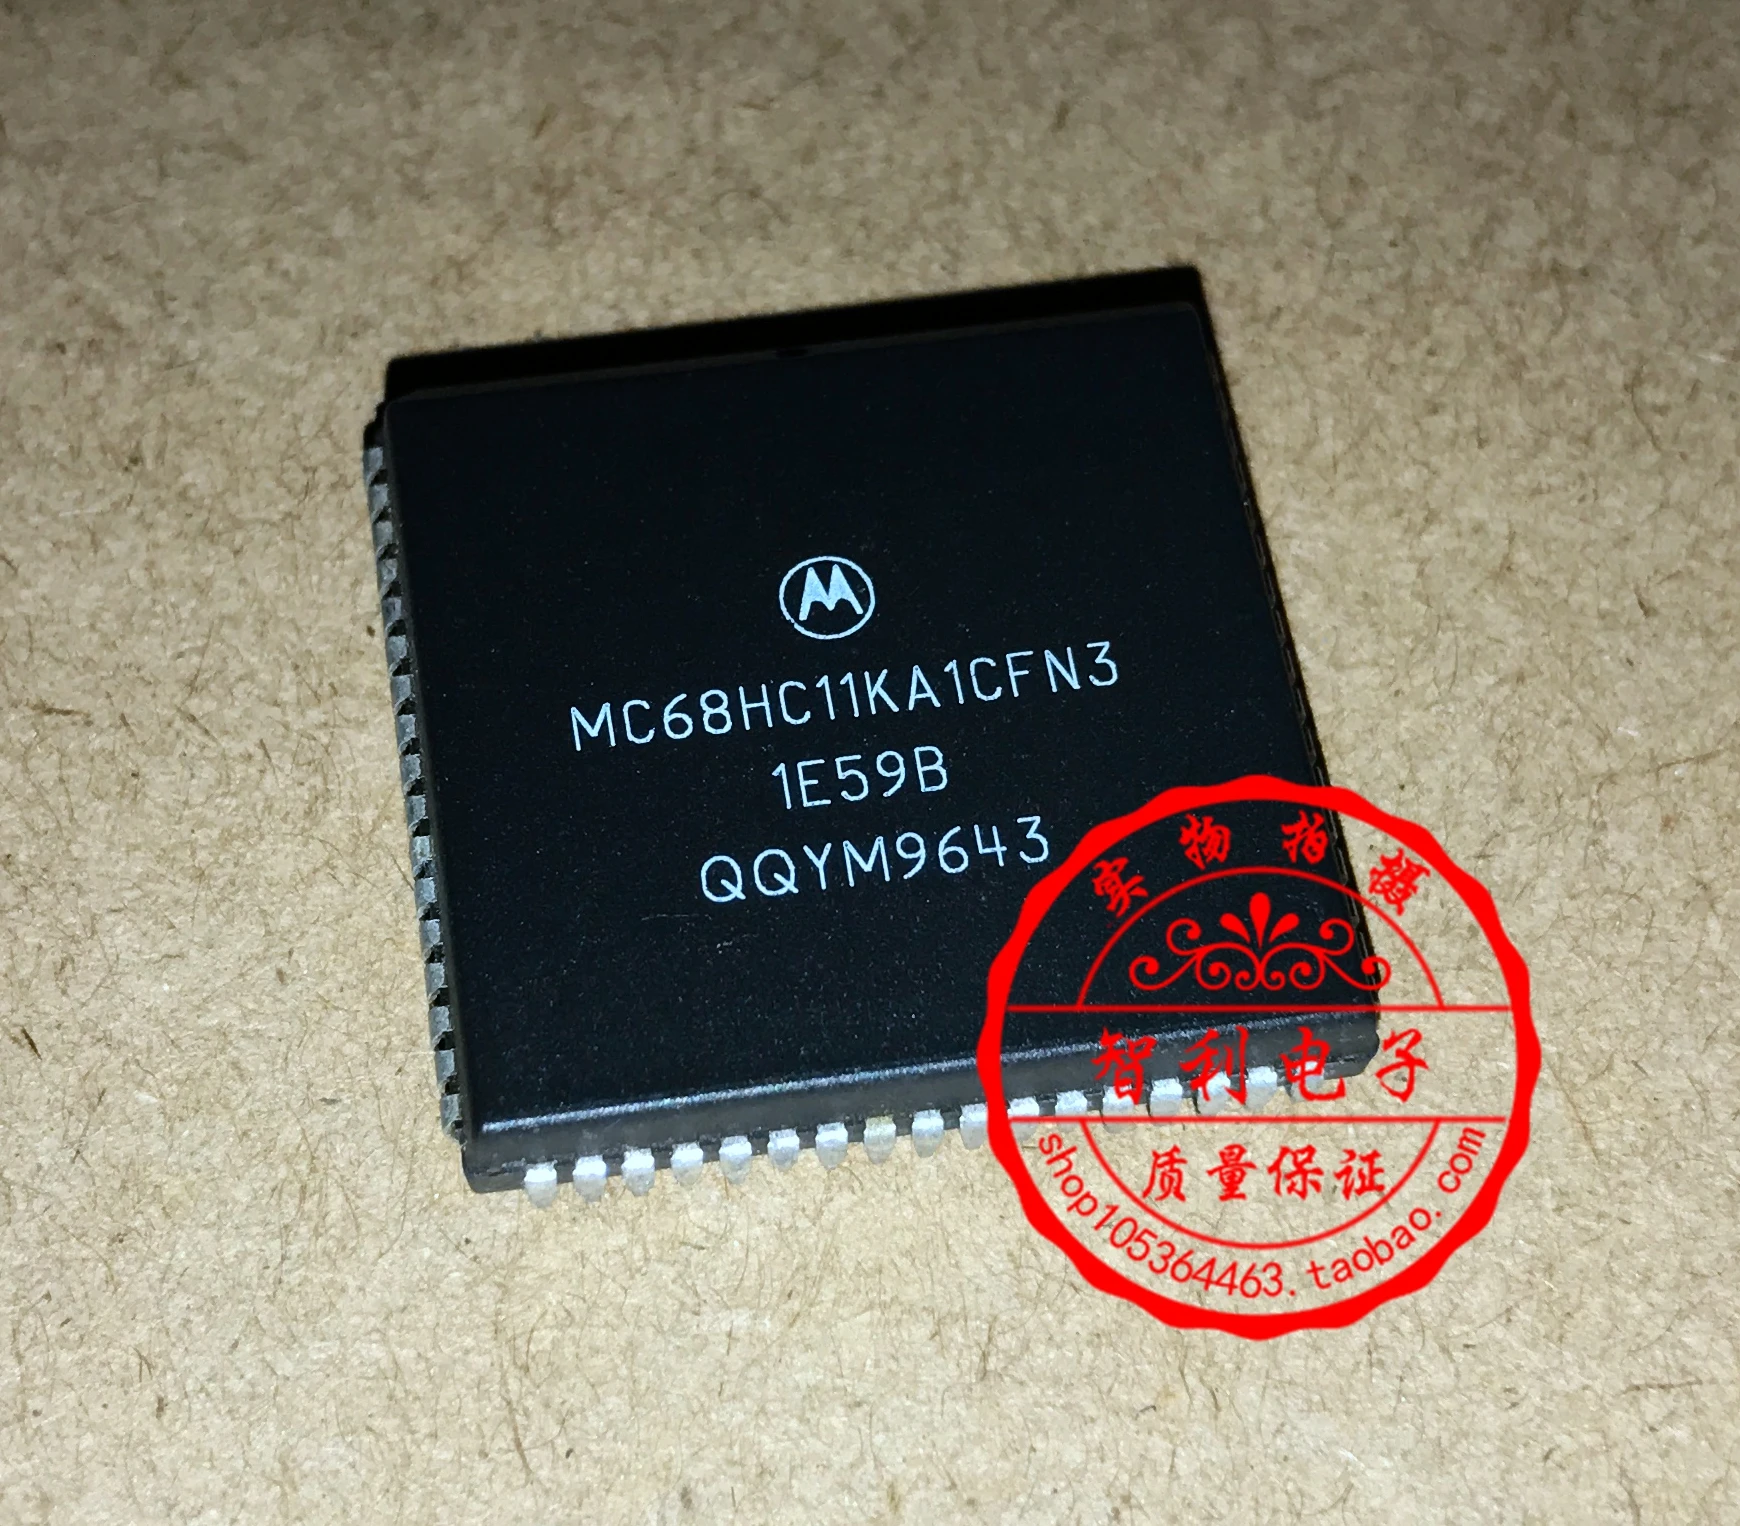 MC68HC11KA1CFN3
1E59B
QQYM9643
实物拍摄
智利电子
质量保证
shop105364463.taobao.com